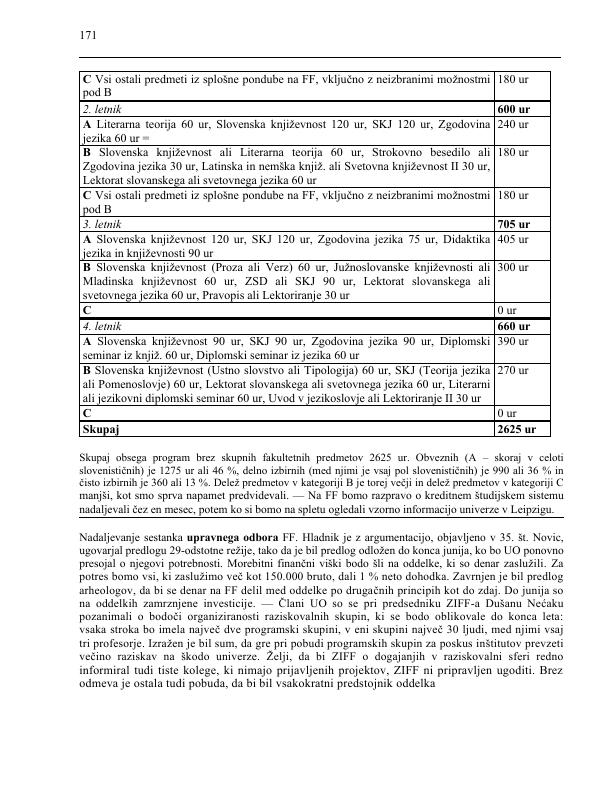 171
C Vsi ostali predmeti iz splošne pondube na FF, vključno z neizbranimi možnostmi 180 ur
pod B
2. letnik 600 ur
A Literarna teorija 60 ur, Slovenska književnost 120 ur, SKJ 120 ur, Zgodovina 240 ur
jezika 60 ur =
B Slovenska književnost ali Literarna teorija 60 ur, Strokovno besedilo ali 180 ur
Zgodovina jezika 30 ur, Latinska in nemška knjiž. ali Svetovna književnost II 30 ur,
Lektorat slovanskega ali svetovnega jezika 60 ur
C Vsi ostali predmeti iz splošne pondube na FF, vključno z neizbranimi možnostmi 180 ur
pod B
3. letnik 705 ur
A Slovenska književnost 120 ur, SKJ 120 ur, Zgodovina jezika 75 ur, Didaktika 405 ur
jezika in književnosti 90 ur
B Slovenska književnost (Proza ali Verz) 60 ur, Južnoslovanske književnosti ali 300 ur
Mladinska književnost 60 ur, ZSD ali SKJ 90 ur, Lektorat slovanskega ali
svetovnega jezika 60 ur, Pravopis ali Lektoriranje 30 ur
C 0 ur
4. letnik 660 ur
A Slovenska književnost 90 ur, SKJ 90 ur, Zgodovina jezika 90 ur, Diplomski 390 ur
seminar iz knjiž. 60 ur, Diplomski seminar iz jezika 60 ur
B Slovenska književnost (Ustno slovstvo ali Tipologija) 60 ur, SKJ (Teorija jezika 270 ur
ali Pomenoslovje) 60 ur, Lektorat slovanskega ali svetovnega jezika 60 ur, Literarni
ali jezikovni diplomski seminar 60 ur, Uvod v jezikoslovje ali Lektoriranje II 30 ur
C 0 ur
Skupaj 2625 ur
Skupaj obsega program brez skupnih fakultetnih predmetov 2625 ur. Obveznih (A – skoraj v celoti
slovenističnih) je 1275 ur ali 46 %, delno izbirnih (med njimi je vsaj pol slovenističnih) je 990 ali 36 % in
čisto izbirnih je 360 ali 13 %. Delež predmetov v kategoriji B je torej večji in delež predmetov v kategoriji C
manjši, kot smo sprva napamet predvidevali. — Na FF bomo razpravo o kreditnem študijskem sistemu
nadaljevali čez en mesec, potem ko si bomo na spletu ogledali vzorno informacijo univerze v Leipzigu.
Nadaljevanje sestanka upravnega odbora FF. Hladnik je z argumentacijo, objavljeno v 35. št. Novic,
ugovarjal predlogu 29-odstotne režije, tako da je bil predlog odložen do konca junija, ko bo UO ponovno
presojal o njegovi potrebnosti. Morebitni finančni viški bodo šli na oddelke, ki so denar zaslužili. Za
potres bomo vsi, ki zaslužimo več kot 150.000 bruto, dali 1 % neto dohodka. Zavrnjen je bil predlog
arheologov, da bi se denar na FF delil med oddelke po drugačnih principih kot do zdaj. Do junija so
na oddelkih zamrznjene investicije. — Člani UO so se pri predsedniku ZIFF-a Dušanu Nećaku
pozanimali o bodoči organiziranosti raziskovalnih skupin, ki se bodo oblikovale do konca leta:
vsaka stroka bo imela največ dve programski skupini, v eni skupini največ 30 ljudi, med njimi vsaj
tri profesorje. Izražen je bil sum, da gre pri pobudi programskih skupin za poskus inštitutov prevzeti
večino raziskav na škodo univerze. Želji, da bi ZIFF o dogajanjih v raziskovalni sferi redno
informiral tudi tiste kolege, ki nimajo prijavljenih projektov, ZIFF ni pripravljen ugoditi. Brez
odmeva je ostala tudi pobuda, da bi bil vsakokratni predstojnik oddelka